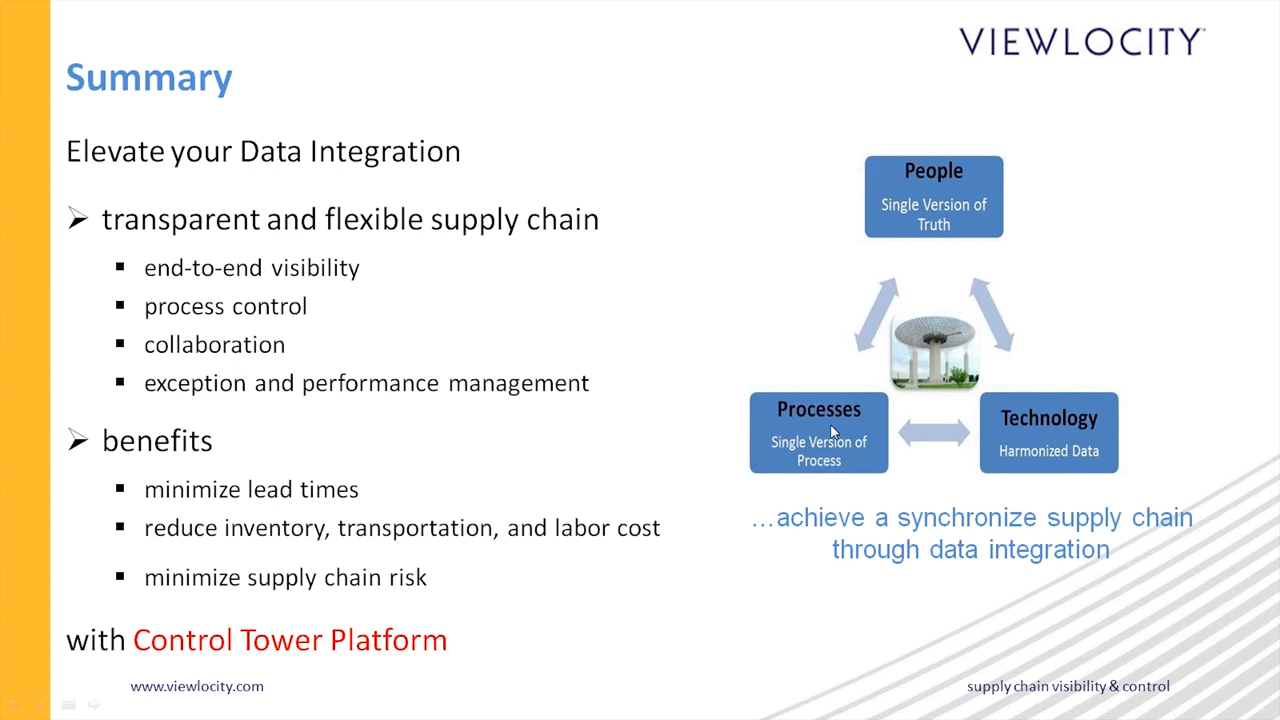 VIEWLOCITY™
Summary
Elevate your Data Integration
transparent and flexible supply chain
end-to-end visibility
process control
collaboration
exception and performance management
benefits
minimize lead times
reduce inventory, transportation, and labor cost
minimize supply chain risk
with Control Tower Platform
People
Single Version of
Truth
Processes
Single Version of
Process
Technology
Harmonized Data
...achieve a synchronize supply chain
through data integration
www.viewlocity.com
supply chain visibility & control